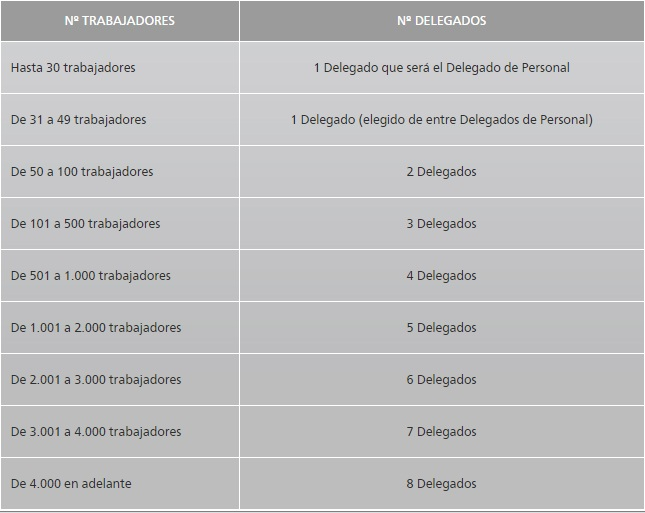 Nº TRABAJADORES Nº DELEGADOS
Hasta 30 trabajadores 1 Delegado que será el Delegado de Personal
De 31 a 49 trabajadores 1 Delegado (elegido de entre Delegados de Personal)
De 50 a 100 trabajadores 2 Delegados
De 101 a 500 trabajadores 3 Delegados
De 501 a 1.000 trabajadores 4 Delegados
De 1.001 a 2.000 trabajadores 5 Delegados
De 2.001 a 3.000 trabajadores 6 Delegados
De 3.001 a 4.000 trabajadores 7 Delegados
De 4.000 en adelante 8 Delegados